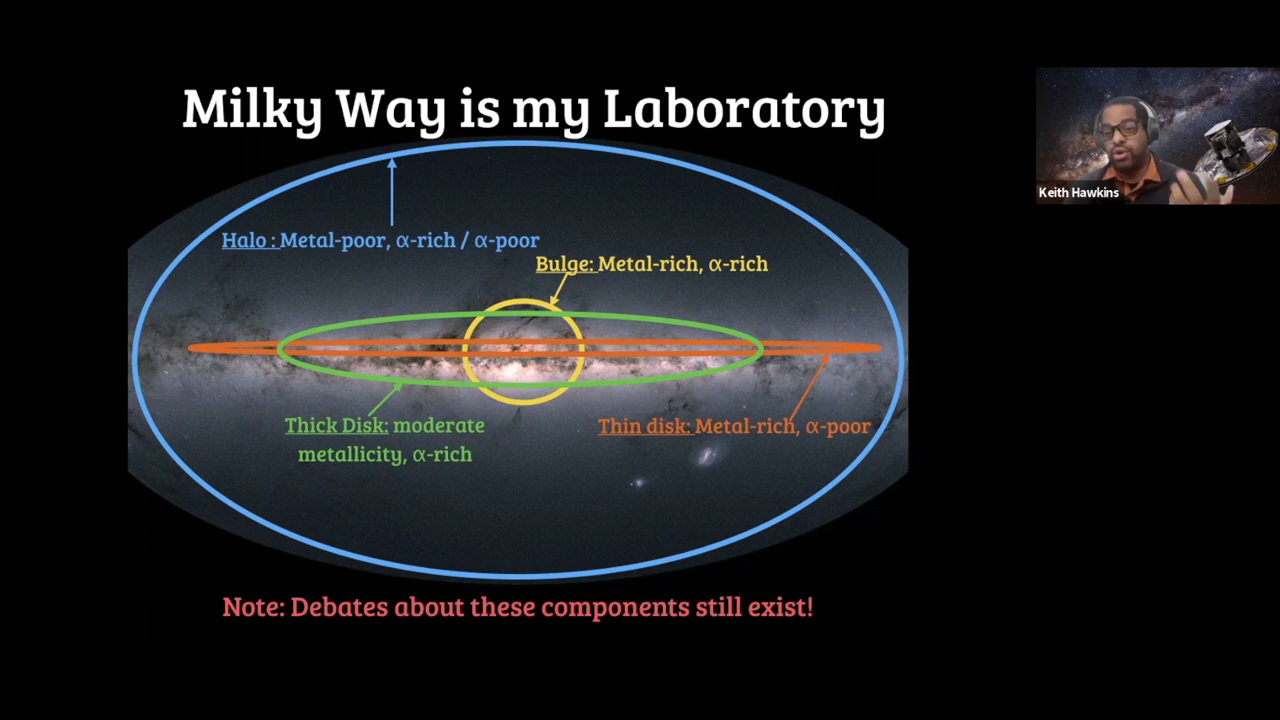 Milky Way is my Laboratory
Keith Hawkins
Halo : Metal-poor, α-rich / α-poor
Bulge: Metal-rich, α-rich
Thick Disk: moderate
metallicity, α-rich
Thin disk: Metal-rich, α-poor
Note: Debates about these components still exist!